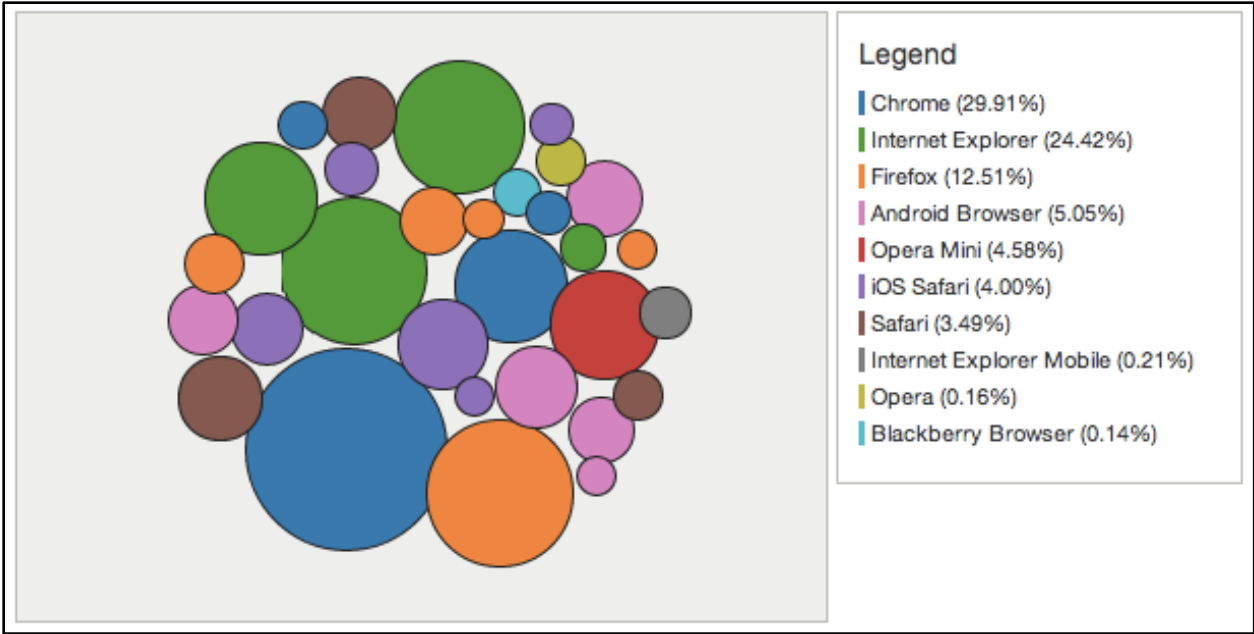 Legend
Chrome (29.91%)
Internet Explorer (24.42%)
Firefox (12.51%)
Android Browser (5.05%)
Opera Mini (4.58%)
iOS Safari (4.00%)
Safari (3.49%)
Internet Explorer Mobile (0.21%)
Opera (0.16%)
Blackberry Browser (0.14%)